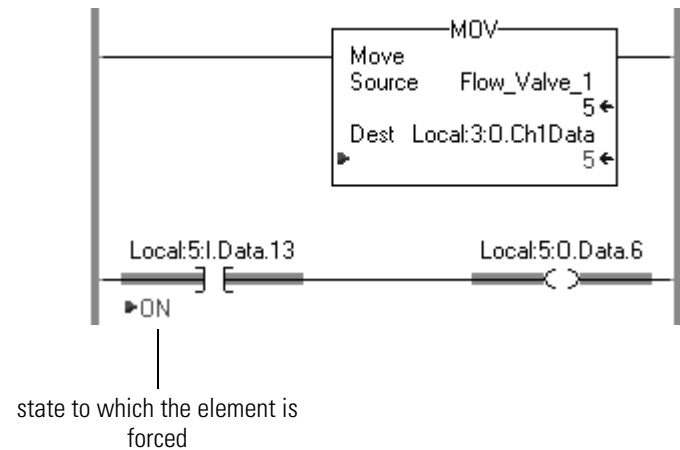 MOV
Move
Source Flow_Valve_1
5
Dest Local:3:O.Ch1Data
5
Local:5:I.Data.13 Local:5:O.Data.6
ON
state to which the element is
forced